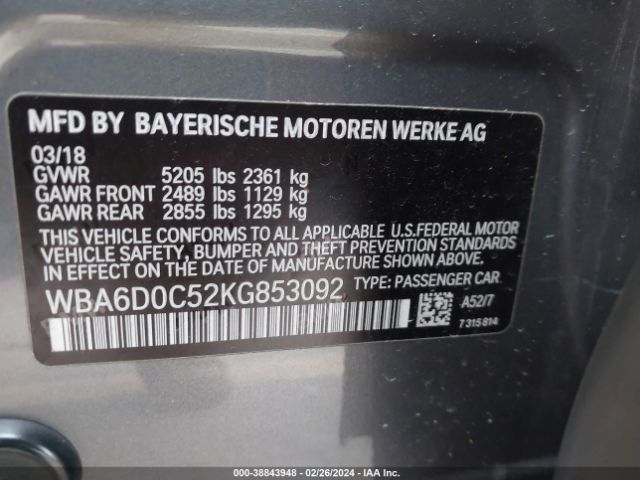 MFD BY BAYERISCHE MOTOREN WERKE AG
03/18
GVWR 5205 lbs 2361 kg
GAWR FRONT 2489 lbs 1129 kg
GAWR REAR 2855 lbs 1295 kg
THIS VEHICLE CONFORMS TO ALL APPLICABLE U.S.FEDERAL MOTOR
VEHICLE SAFETY, BUMPER AND THEFT PREVENTION STANDARDS
IN EFFECT ON THE DATE OF MANUFACTURE SHOWN ABOVE.
WBA6D0C52KG853092 TYPE: PASSENGER CAR
A52/7
7315814
000-38843948 - 02/26/2024 - IAA Inc.